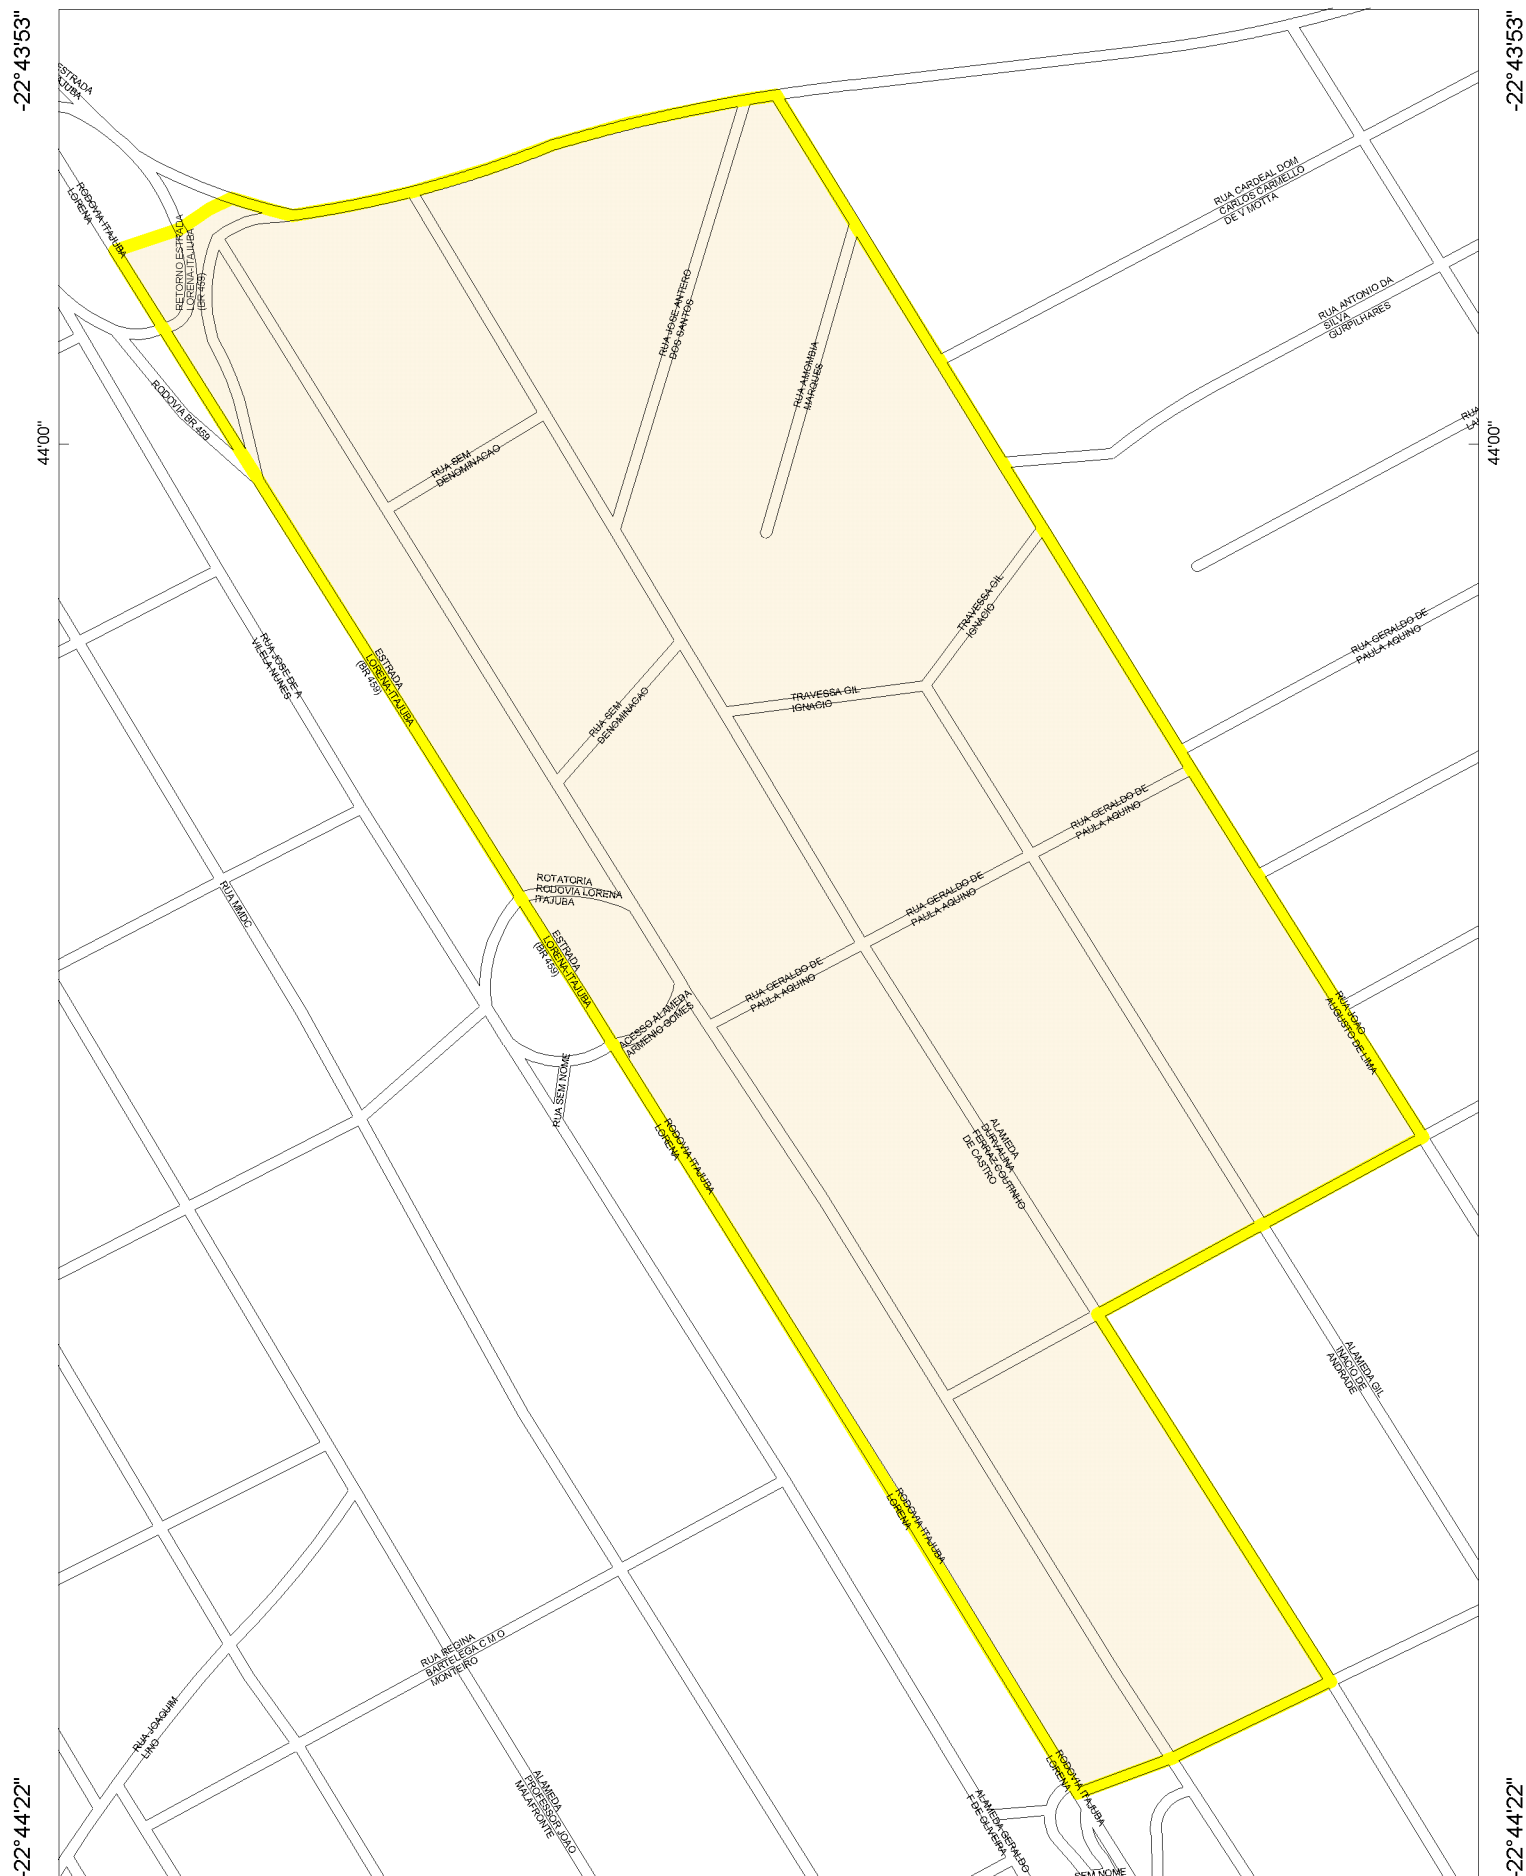 -22°43'53"
-22°43'53"
ESTRADA
RODOVIA ITAJUBA
LORENA
RETORNO ESTRADA
LORENA-ITAJUBA
(BR 459)
RUA CARDEAL DOM
CARLOS CARMELLO
DE V MOTTA
RUA ANTONIO DA
SILVA
GURPILHARES
RUA JOSE ANTERO
DOS SANTOS
RUA AMOMBIA
MARQUES
RODOVIA BR 459
44'00"
44'00"
RUA
RUA SEM
DENOMINACAO
TRAVESSA GIL
IGNACIO
RUA GERALDO DE
PAULA AQUINO
RUA JOSE DE A
VILELA NUNES
ESTRADA
LORENA-ITAJUBA
(BR 459)
RUA SEM
DENOMINACAO
TRAVESSA GIL
IGNACIO
RUA GERALDO DE
PAULA AQUINO
RUA MMDC
ROTATORIA
RODOVIA LORENA
ITAJUBA
RUA GERALDO DE
PAULA AQUINO
ESTRADA
LORENA-ITAJUBA
(BR 459)
RUA GERALDO DE
PAULA AQUINO
ACESSO ALAMEDA
ARMENIO GOMES
RUA JOAO
AUGUSTO DE LIMA
RUA SEM NOME
RODOVIA ITAJUBA
LORENA
ALAMEDA
DURVALINA
FERRAZ COUTINHO
DE CASTRO
ALAMEDA GIL
INACIO DE
ANDRADE
RODOVIA ITAJUBA
LORENA
RUA REGINA
BARTELEGA C M O
MONTEIRO
RUA JOAQUIM
LINO
ALAMEDA
PROFESSOR JOAO
MALAFRONTE
RODOVIA ITAJUBA
LORENA
ALAMEDA GERALDO
F DE OLIVEIRA
SEM NOME
-22°44'22"
-22°44'22"